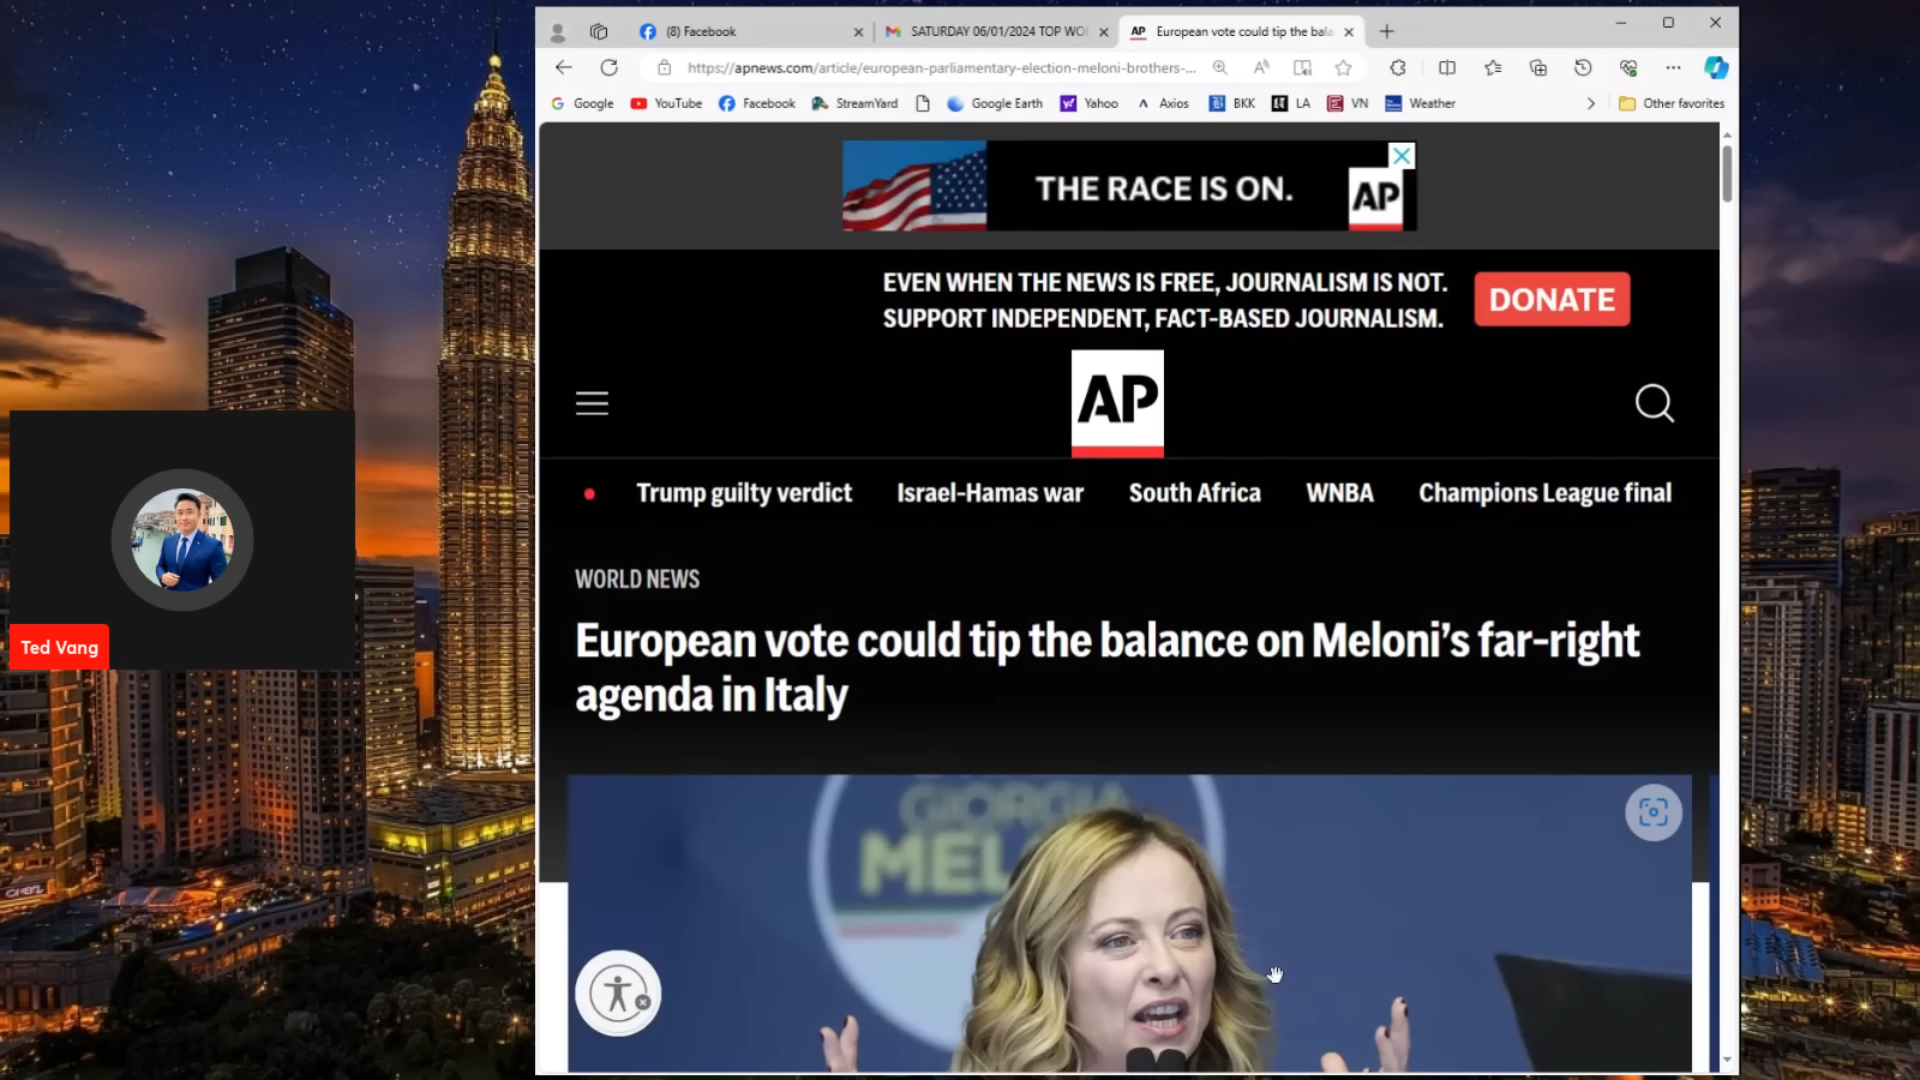 (8) Facebook
SATURDAY 06/01/2024 TOP WO
AP
European vote could tip the bala
https://apnews.com/article/european-parliamentary-election-meloni-brothers-...
Google
YouTube
Facebook
StreamYard
Google Earth
Yahoo
Axios
BKK
LA
VN
Weather
Other favorites
THE RACE IS ON.
AP
EVEN WHEN THE NEWS IS FREE, JOURNALISM IS NOT.
SUPPORT INDEPENDENT, FACT-BASED JOURNALISM.
DONATE
AP
Trump guilty verdict
Israel-Hamas war
South Africa
WNBA
Champions League final
WORLD NEWS
European vote could tip the balance on Meloni's far-right
agenda in Italy
GIORGIA
MEL
Ted Vang